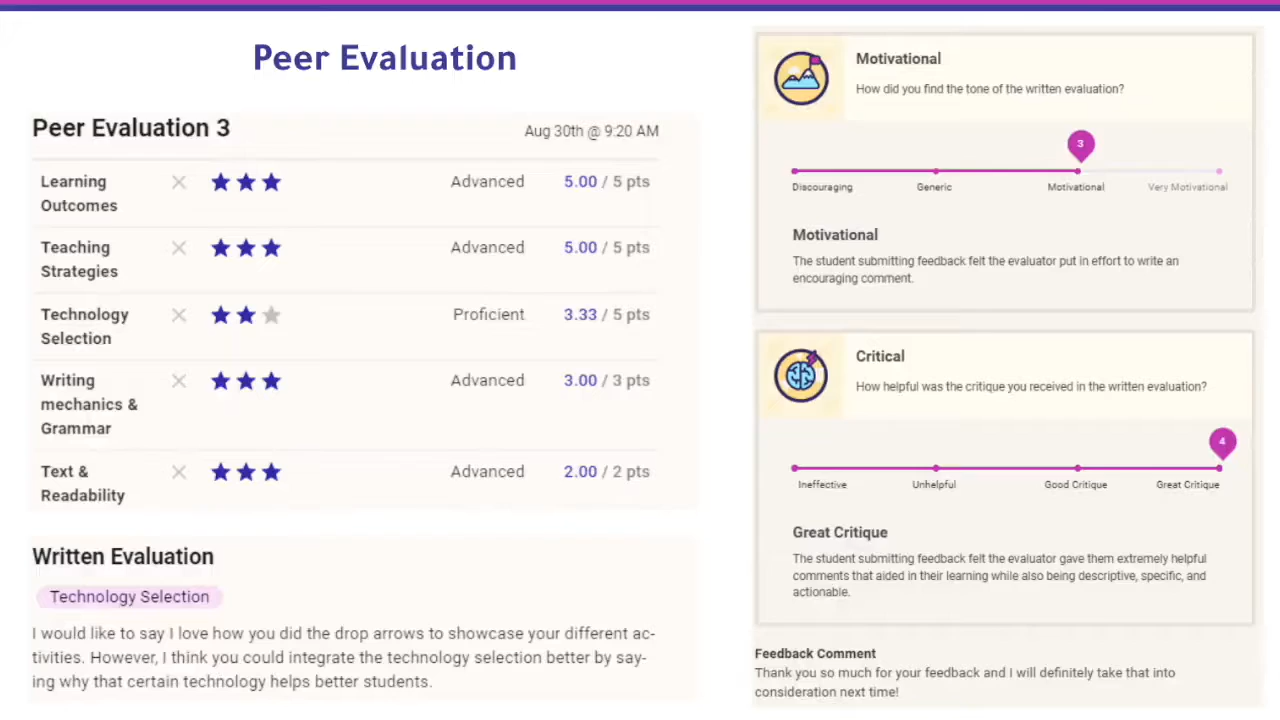 Peer Evaluation
Peer Evaluation 3
Aug 30th @ 9:20 AM
Learning
Outcomes
Advanced
5.00 / 5 pts
Teaching
Strategies
Advanced
5.00 / 5 pts
Technology
Selection
Proficient
3.33 / 5 pts
Writing
mechanics &
Grammar
Advanced
3.00 / 3 pts
Text &
Readability
Advanced
2.00 / 2 pts
Written Evaluation
Technology Selection
I would like to say I love how you did the drop arrows to showcase your different ac-
tivities. However, I think you could integrate the technology selection better by say-
ing why that certain technology helps better students.
Motivational
How did you find the tone of the written evaluation?
3
Discouraging
Generic
Motivational
Very Motivational
Motivational
The student submitting feedback felt the evaluator put in effort to write an
encouraging comment.
Critical
How helpful was the critique you received in the written evaluation?
4
Ineffective
Unhelpful
Good Critique
Great Critique
Great Critique
The student submitting feedback felt the evaluator gave them extremely helpful
comments that aided in their learning while also being descriptive, specific, and
actionable.
Feedback Comment
Thank you so much for your feedback and I will definitely take that into
consideration next time!